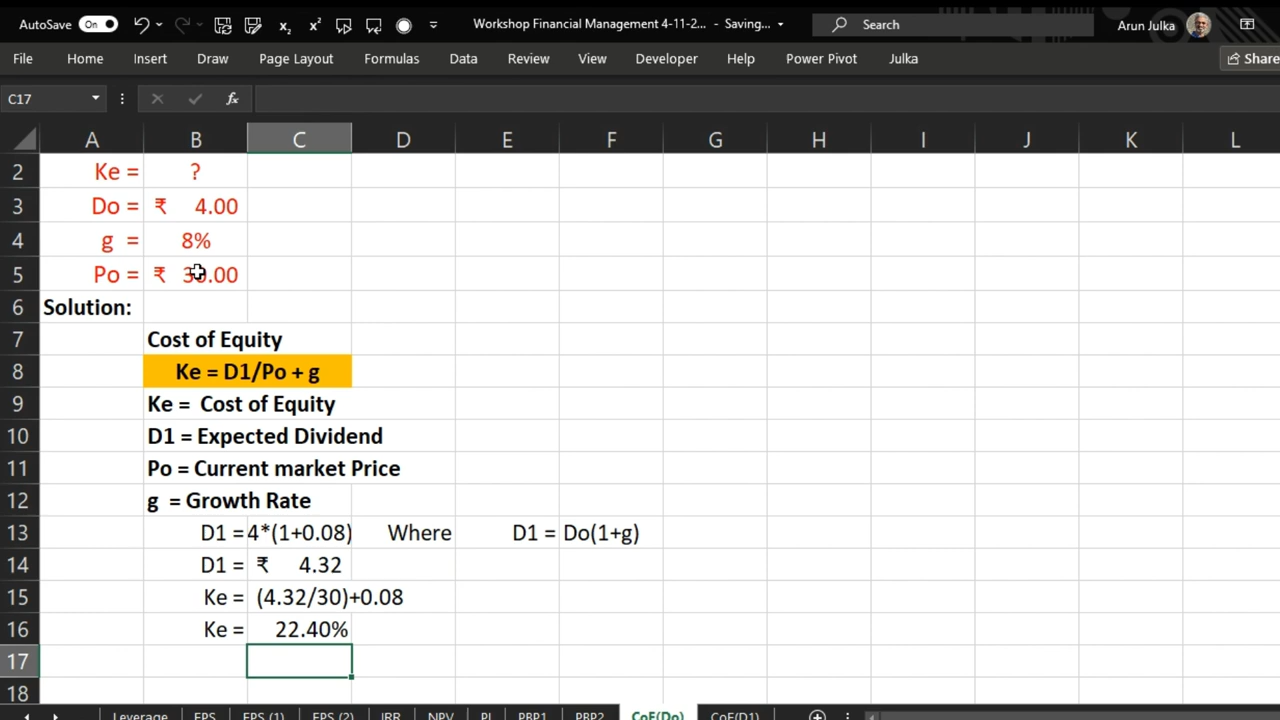 AutoSave On Workshop Financial Management 4-11-2... - Saving... Search Arun Julka
File Home Insert Draw Page Layout Formulas Data Review View Developer Help Power Pivot Julka Share
C17 fx
A B C D E F G H I J K L
2 Ke = ?
3 Do = ₹ 4.00
4 g = 8%
5 Po = ₹ 30.00
6 Solution:
7 Cost of Equity
8 Ke = D1/Po + g
9 Ke = Cost of Equity
10 D1 = Expected Dividend
11 Po = Current market Price
12 g = Growth Rate
13 D1 = 4*(1+0.08) Where D1 = Do(1+g)
14 D1 = ₹ 4.32
15 Ke = (4.32/30)+0.08
16 Ke = 22.40%
17
18
Leverage EPS EPS (1) EPS (2) IRR NPV PI PBP1 PBP2 CoE(Do) CoE(D1)